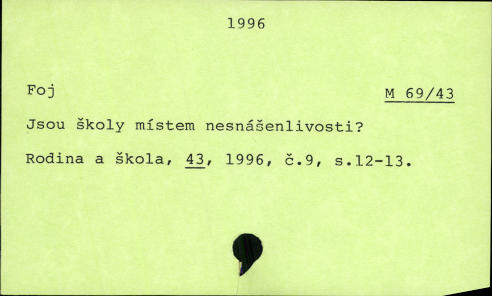 1996
Foj M 69/43
Jsou školy místem nesnášenlivosti?
Rodina a škola, 43, 1996, č.9, s.12-13.